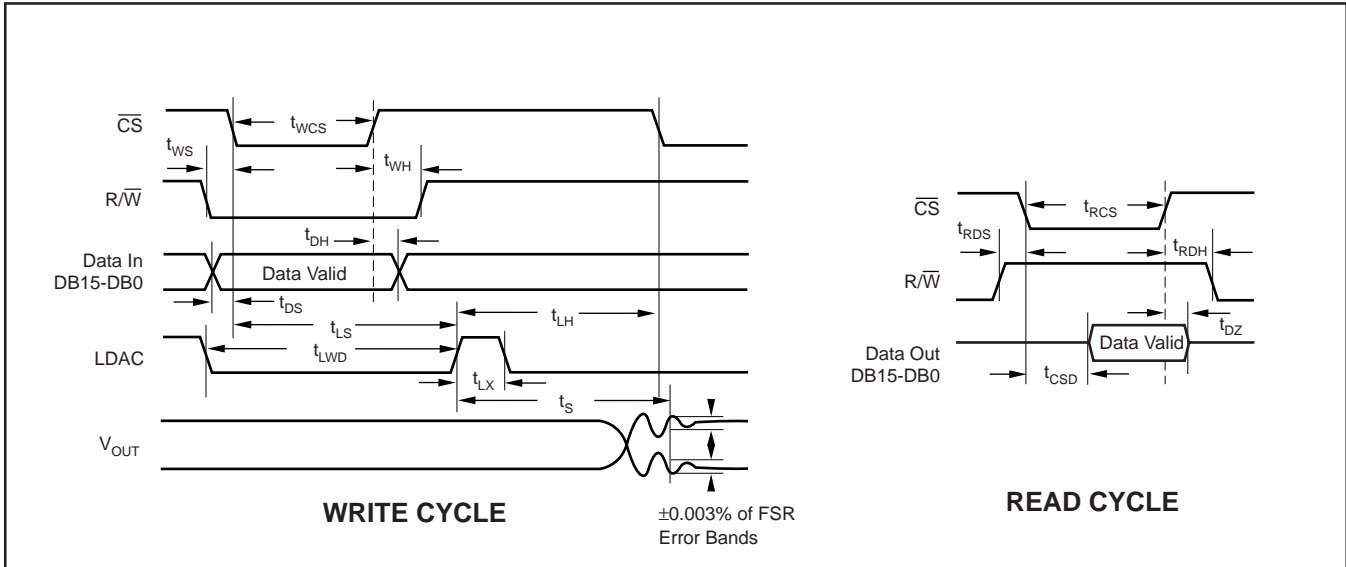 C̅S̅
tWCS
tWS
tWH
R/W̅
tDH
Data In
DB15-DB0
Data Valid
tDS
tLS
tLH
LDAC
tLWD
tLX
tS
VOUT
WRITE CYCLE
±0.003% of FSR
Error Bands
C̅S̅
tRCS
tRDS
tRDH
R/W̅
tDZ
Data Out
DB15-DB0
Data Valid
tCSD
READ CYCLE